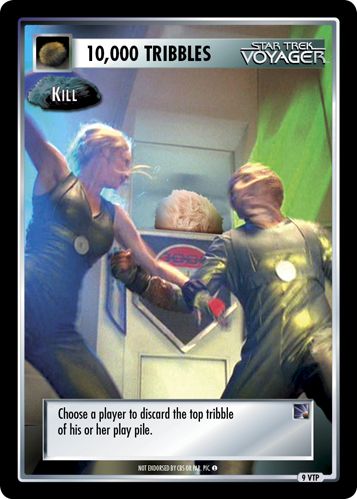 10,000 TRIBBLES
STAR TREK
VOYAGER
KILL
Choose a player to discard the top tribble
of his or her play pile.
NOT ENDORSED BY CBS OR PAR. PIC
9 VTP